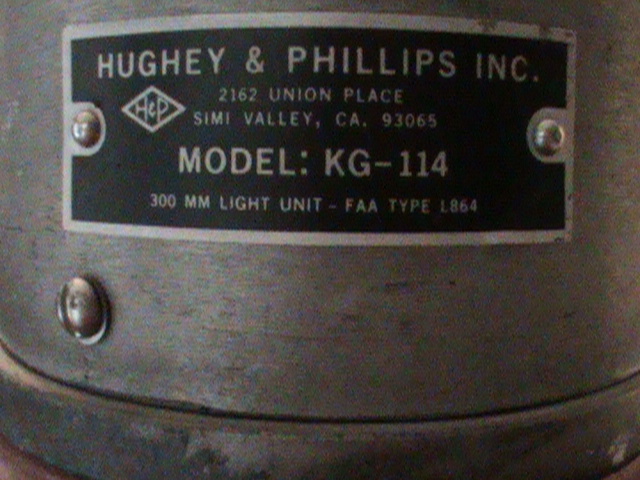 HUGHEY & PHILLIPS INC.
H&P
2162 UNION PLACE
SIMI VALLEY, CA. 93065
MODEL: KG-114
300 MM LIGHT UNIT - FAA TYPE L864